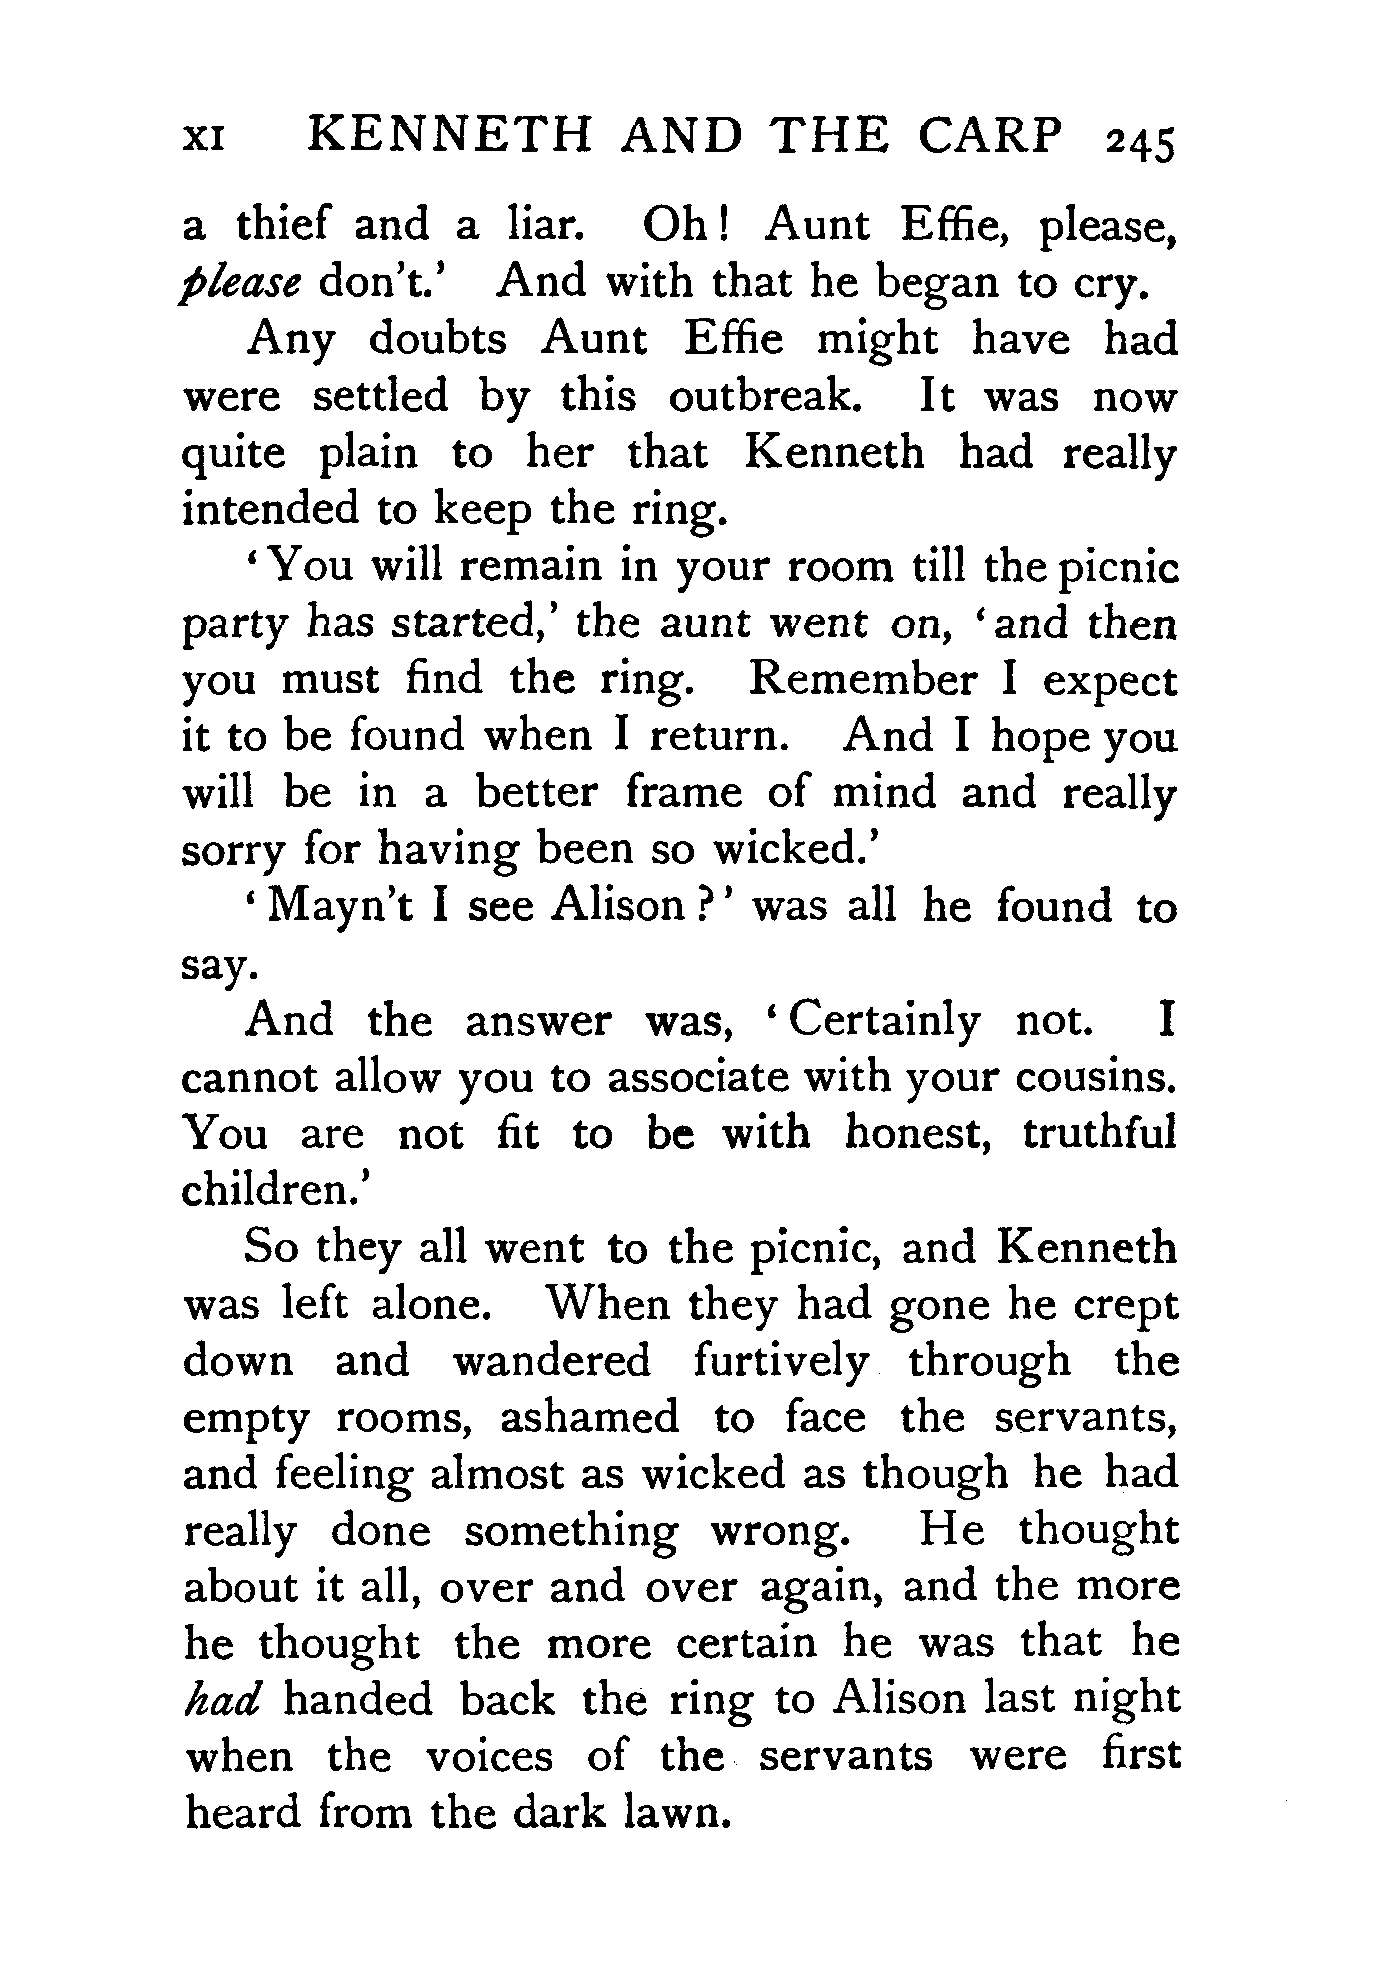 XI KENNETH AND THE CARP 245
a thief and a liar. Oh! Aunt Effie, please,
please don't.' And with that he began to cry.
Any doubts Aunt Effie might have had
were settled by this outbreak. It was now
quite plain to her that Kenneth had really
intended to keep the ring.
'You will remain in your room till the picnic
party has started,' the aunt went on, 'and then
you must find the ring. Remember I expect
it to be found when I return. And I hope you
will be in a better frame of mind and really
sorry for having been so wicked.'
'Mayn't I see Alison?' was all he found to
say.
And the answer was, 'Certainly not. I
cannot allow you to associate with your cousins.
You are not fit to be with honest, truthful
children.'
So they all went to the picnic, and Kenneth
was left alone. When they had gone he crept
down and wandered furtively through the
empty rooms, ashamed to face the servants,
and feeling almost as wicked as though he had
really done something wrong. He thought
about it all, over and over again, and the more
he thought the more certain he was that he
had handed back the ring to Alison last night
when the voices of the servants were first
heard from the dark lawn.